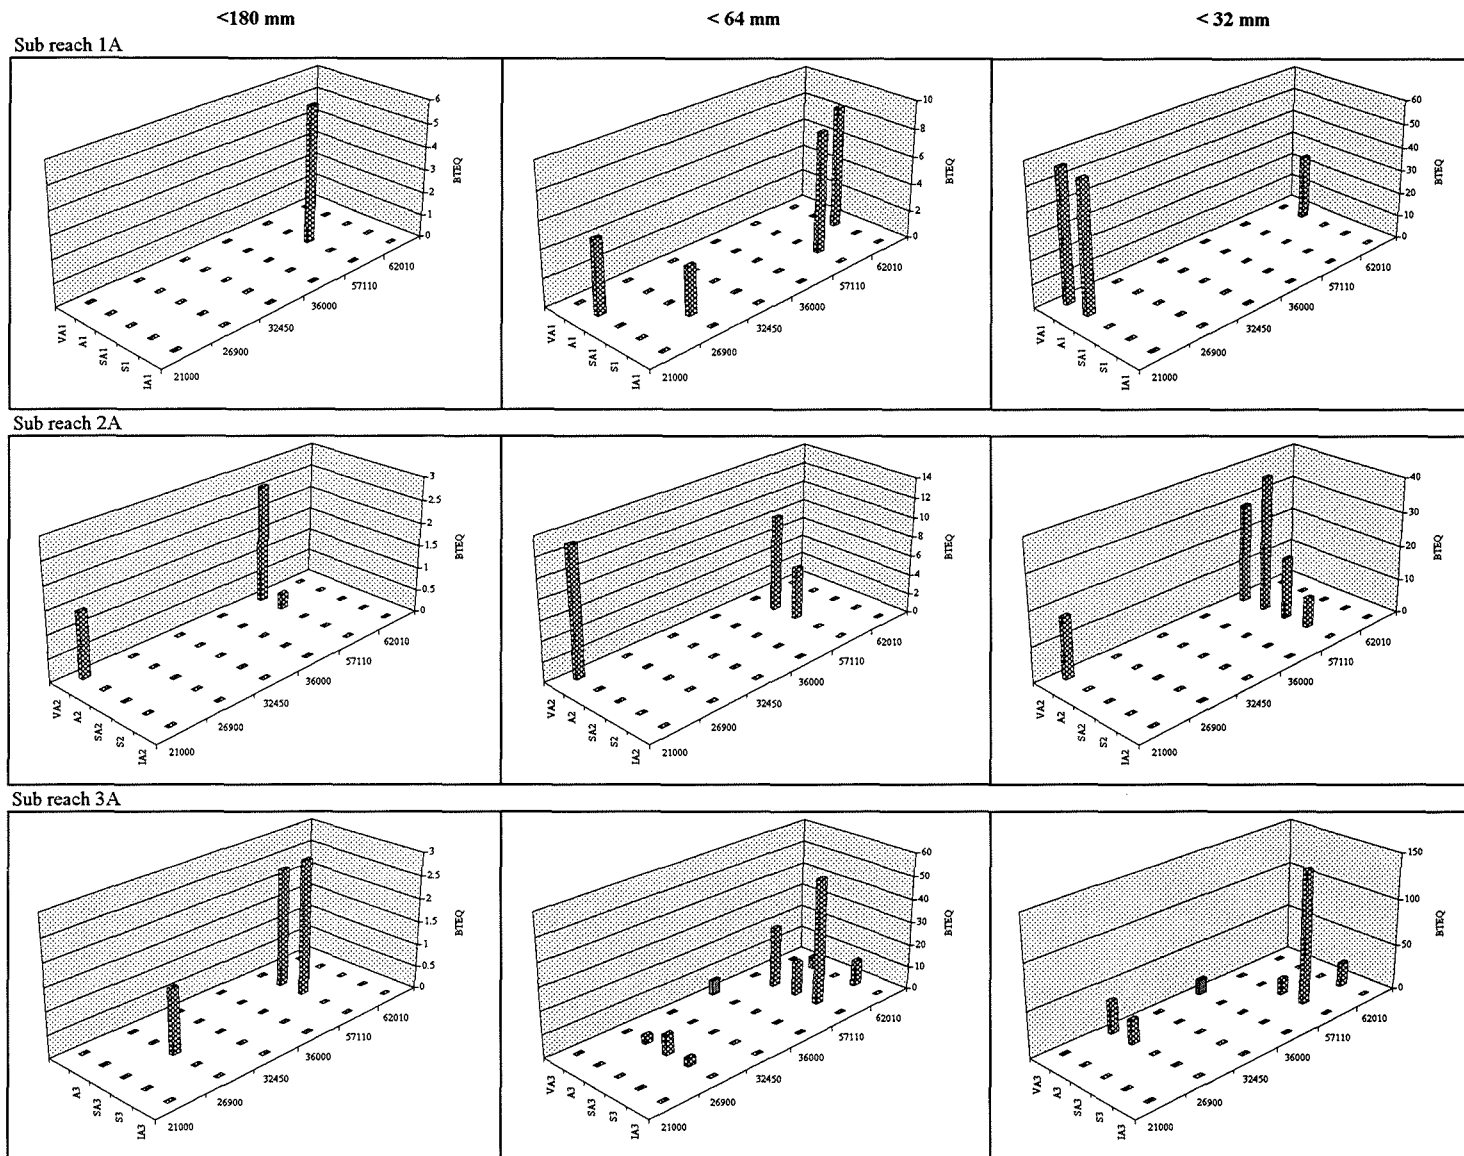 <180 mm
< 64 mm
< 32 mm
Sub reach 1A
6
5
4
3
2
1
0
BTEQ
62010
57110
36000
32450
26900
21000
VA1
A1
SA1
S1
IA1
10
8
6
4
2
0
BTEQ
62010
57110
36000
32450
26900
21000
VA1
A1
SA1
S1
IA1
60
50
40
30
20
10
0
BTEQ
62010
57110
36000
32450
26900
21000
VA1
A1
SA1
S1
IA1
Sub reach 2A
3
2.5
2
1.5
1
0.5
0
BTEQ
62010
57110
36000
32450
26900
21000
VA2
A2
SA2
S2
IA2
14
12
10
8
6
4
2
0
BTEQ
62010
57110
36000
32450
26900
21000
VA2
A2
SA2
S2
IA2
40
30
20
10
0
BTEQ
62010
57110
36000
32450
26900
21000
VA2
A2
SA2
S2
IA2
Sub reach 3A
3
2.5
2
1.5
1
0.5
0
BTEQ
62010
57110
36000
32450
26900
21000
A3
SA3
S3
IA3
60
50
40
30
20
10
0
BTEQ
62010
57110
36000
32450
26900
21000
VA3
A3
SA3
S3
IA3
150
100
50
0
BTEQ
62010
57110
36000
32450
26900
21000
VA3
A3
SA3
S3
IA3